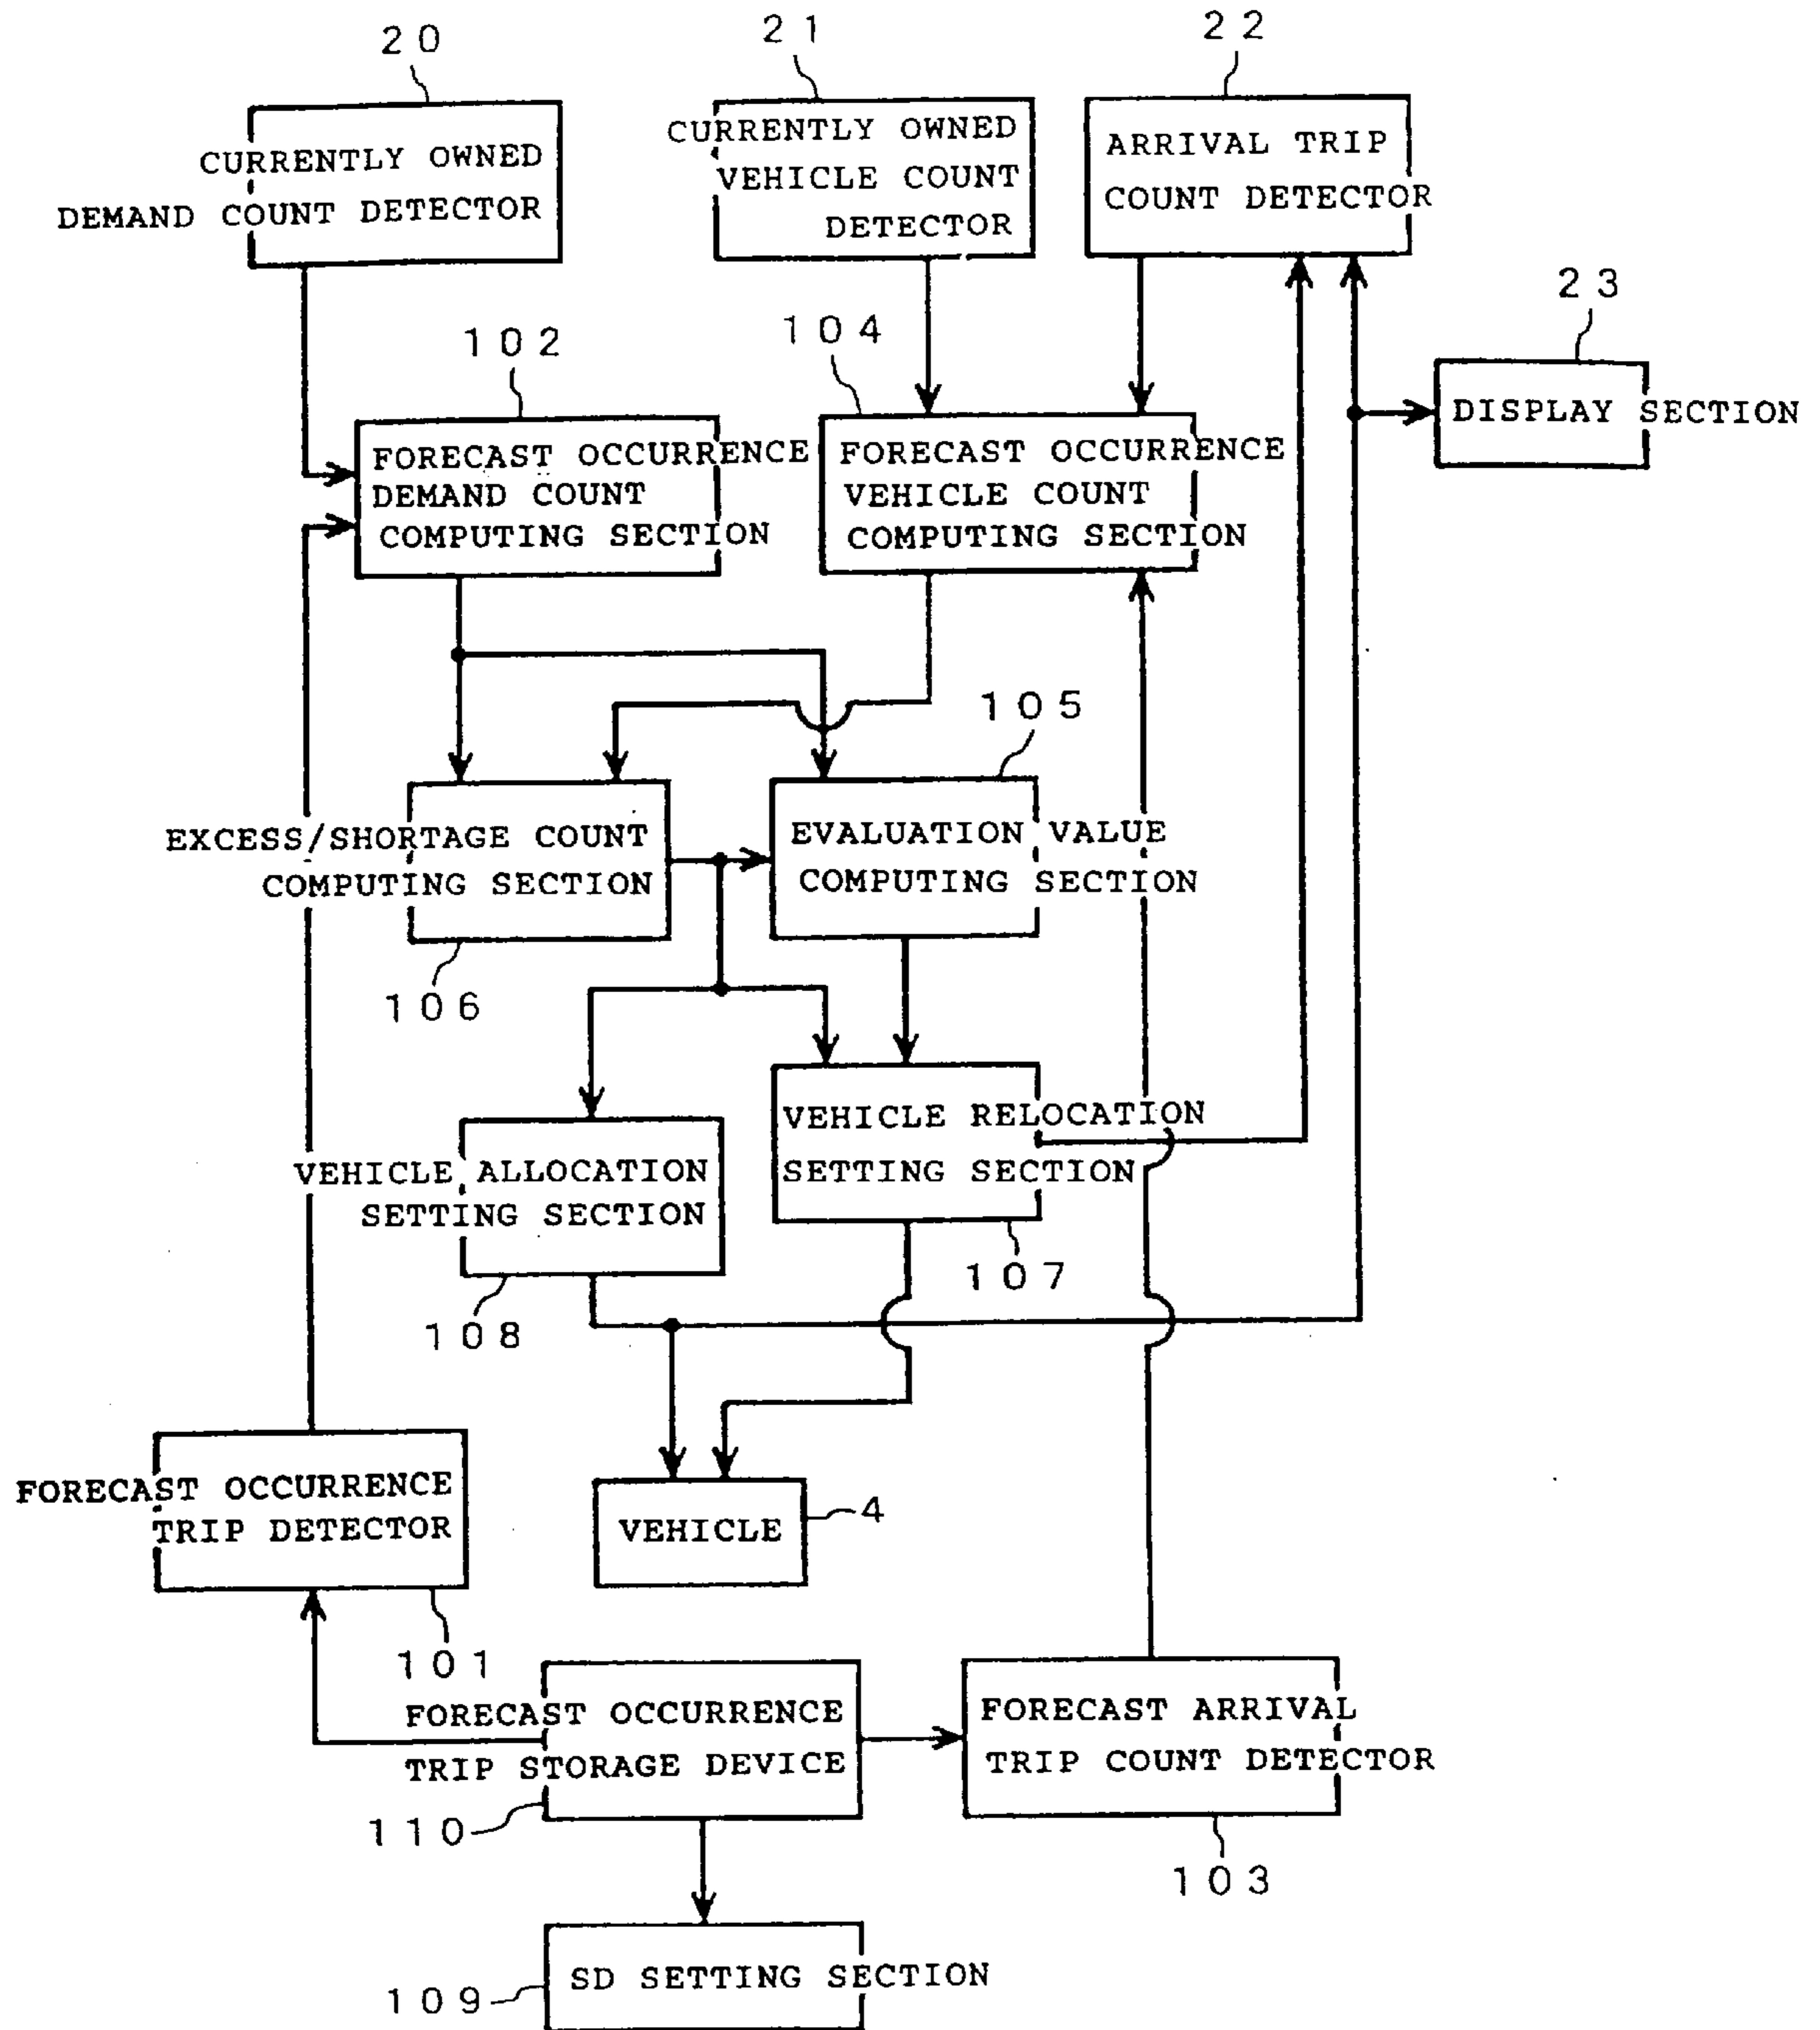 20
21
22
CURRENTLY OWNED
DEMAND COUNT DETECTOR
CURRENTLY OWNED
VEHICLE COUNT
DETECTOR
ARRIVAL TRIP
COUNT DETECTOR
23
DISPLAY SECTION
102
104
FORECAST OCCURRENCE
DEMAND COUNT
COMPUTING SECTION
FORECAST OCCURRENCE
VEHICLE COUNT
COMPUTING SECTION
105
EXCESS/SHORTAGE COUNT
COMPUTING SECTION
EVALUATION VALUE
COMPUTING SECTION
106
VEHICLE RELOCATION
SETTING SECTION
VEHICLE ALLOCATION
SETTING SECTION
107
108
FORECAST OCCURRENCE
TRIP DETECTOR
VEHICLE
4
101
FORECAST OCCURRENCE
TRIP STORAGE DEVICE
FORECAST ARRIVAL
TRIP COUNT DETECTOR
110
103
SD SETTING SECTION
109